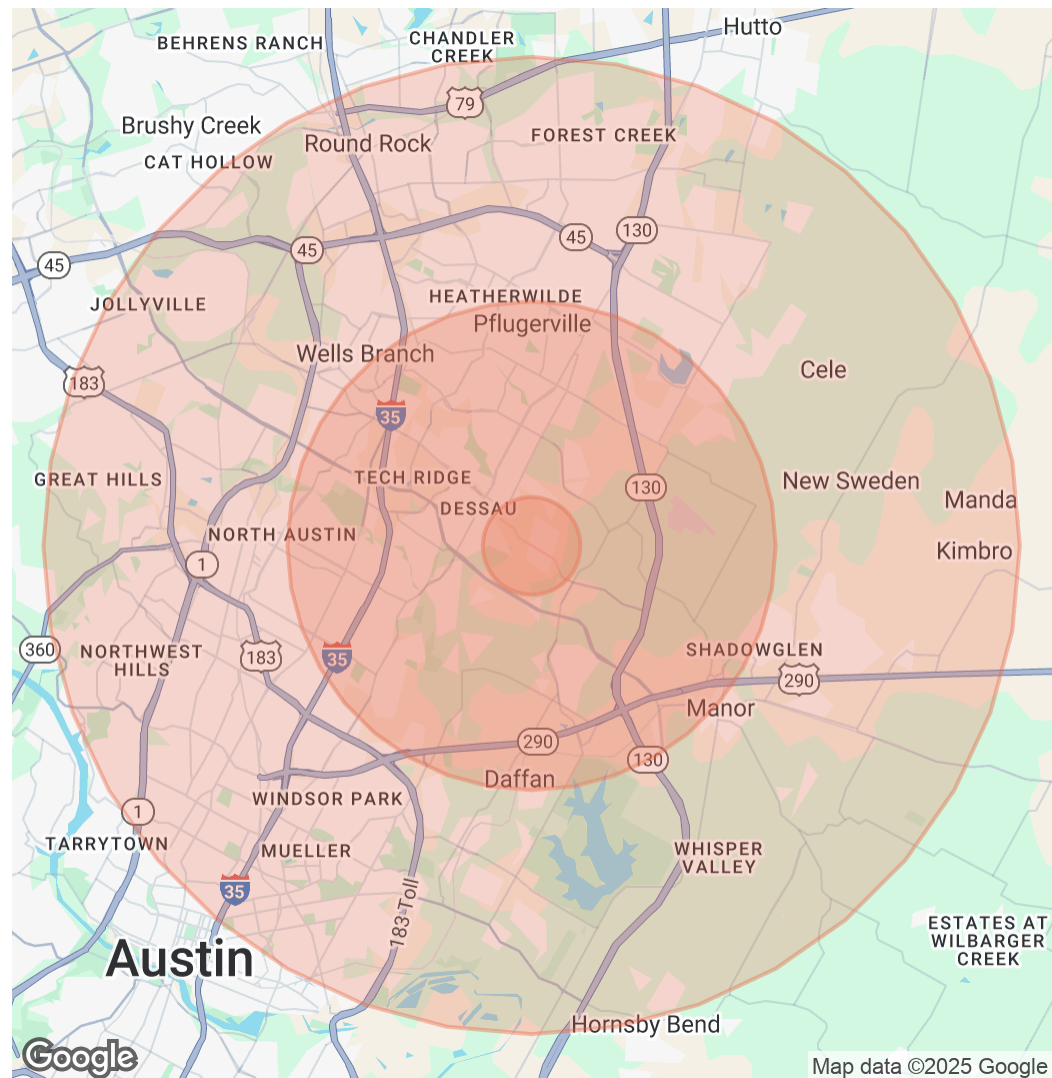 Hutto
BEHRENS RANCH
CHANDLER
CREEK
79
Brushy Creek
Round Rock
FOREST CREEK
CAT HOLLOW
130
45
45
45
JOLLYVILLE
HEATHERWILDE
Pflugerville
Wells Branch
Cele
183
35
TECH RIDGE
GREAT HILLS
130
New Sweden
Manda
DESSAU
NORTH AUSTIN
Kimbro
1
360
NORTHWEST
HILLS
183
35
SHADOWGLEN
290
Manor
290
130
Daffan
WINDSOR PARK
1
TARRYTOWN
MUELLER
WHISPER
VALLEY
35
183 Toll
ESTATES AT
WILBARGER
CREEK
Austin
Hornsby Bend
Google
Map data ©2025 Google